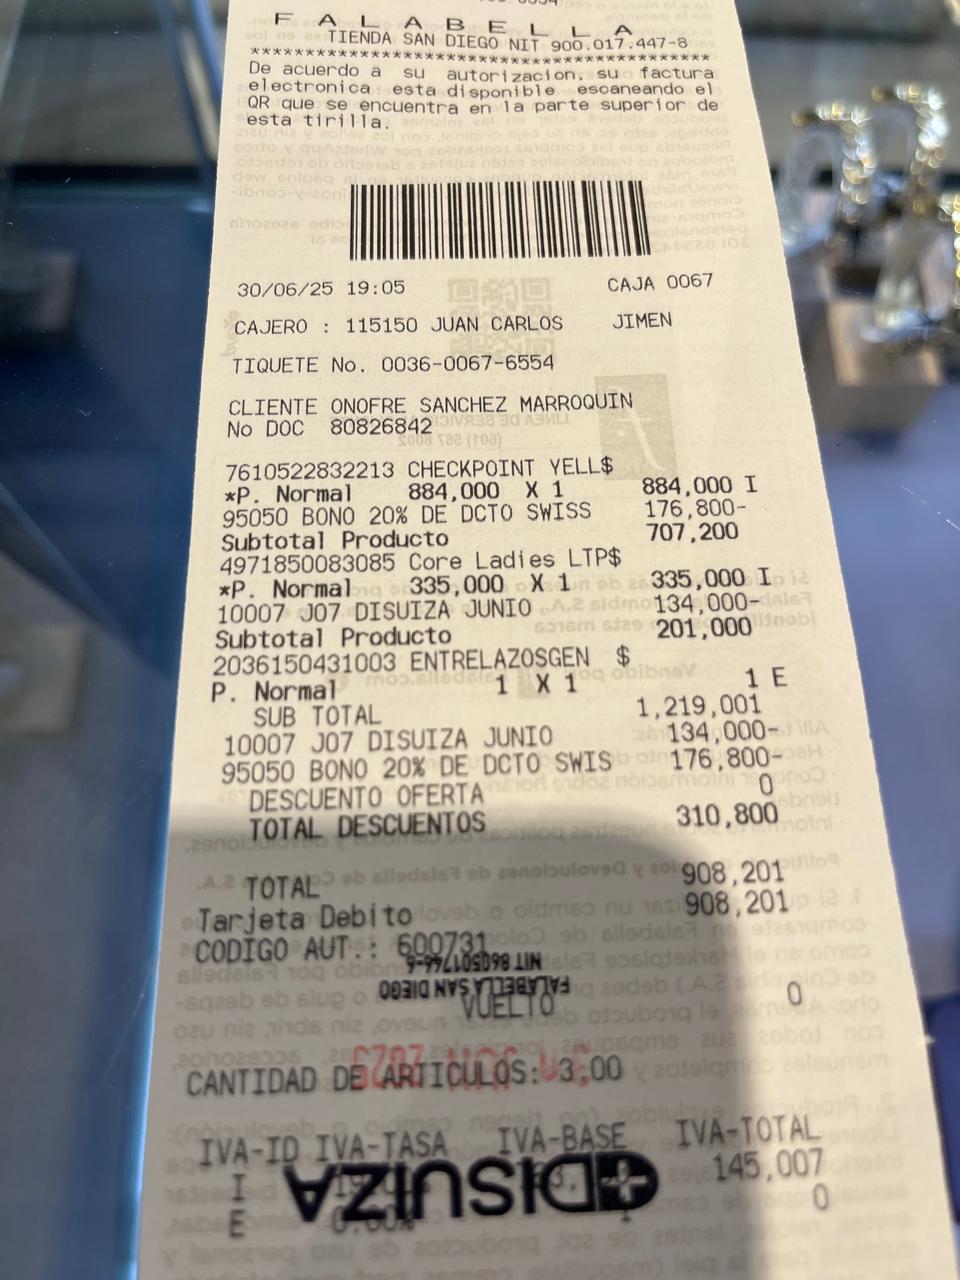 F A L A B E L L A
TIENDA SAN DIEGO NIT 900.017.447-8
**************************************************
De acuerdo a su autorizacion, su factura
electronica esta disponible escaneando el
QR que se encuentra en la parte superior de
esta tirilla.
30/06/25 19:05 CAJA 0067
CAJERO : 115150 JUAN CARLOS JIMEN
TIQUETE No. 0036-0067-6554
CLIENTE ONOFRE SANCHEZ MARROQUIN
No DOC 80826842
7610522832213 CHECKPOINT YELL$
*P. Normal 884,000 X 1 884,000 I
95050 BONO 20% DE DCTO SWISS 176,800-
Subtotal Producto 707,200
4971850083085 Core Ladies LTP$
*P. Normal 335,000 X 1 335,000 I
10007 J07 DISUIZA JUNIO 134,000-
Subtotal Producto 201,000
2036150431003 ENTRELAZOSGEN $
P. Normal 1 X 1 1 E
SUB TOTAL 1,219,001
10007 J07 DISUIZA JUNIO 134,000-
95050 BONO 20% DE DCTO SWIS 176,800-
DESCUENTO OFERTA 0
TOTAL DESCUENTOS 310,800
TOTAL 908,201
Tarjeta Debito 908,201
CODIGO AUT.: 600731
NIT 860501746-6
FALABELLA SAN DIEGO
VUELTO 0
30 JUN 2025
CANTIDAD DE ARTICULOS: 3,00
IVA-ID IVA-TASA IVA-BASE IVA-TOTAL
I 145,007
E 0.00% 0
DISUIZA